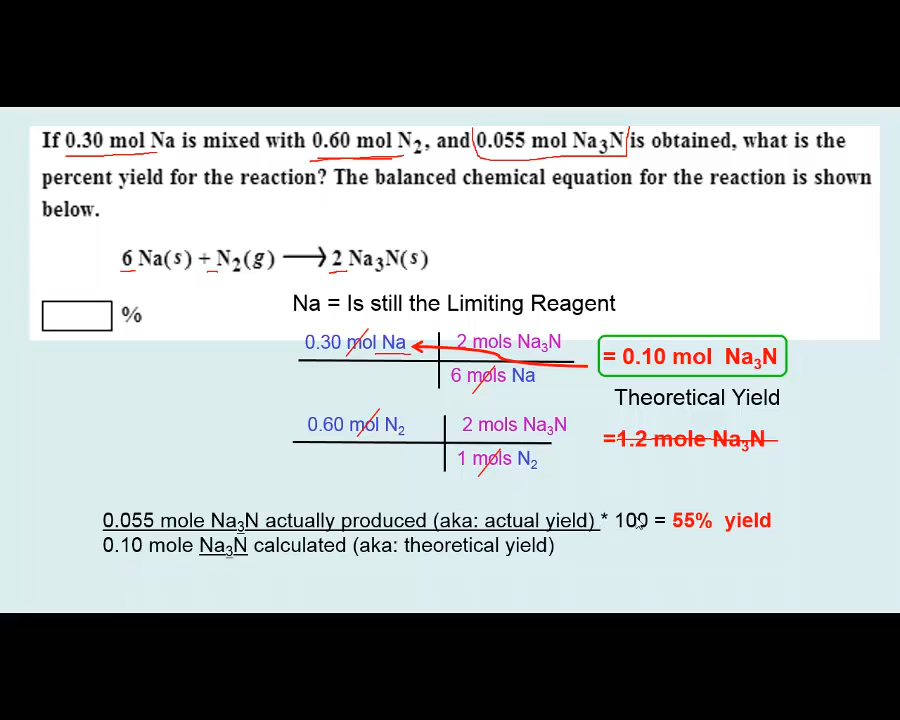 If 0.30 mol Na is mixed with 0.60 mol N₂, and 0.055 mol Na₃N is obtained, what is the
percent yield for the reaction? The balanced chemical equation for the reaction is shown
below.
6 Na(s) + N₂(g) ⟶ 2 Na₃N(s)
%
Na = Is still the Limiting Reagent
0.30 mol Na 2 mols Na₃N
6 mols Na
= 0.10 mol Na₃N
Theoretical Yield
0.60 mol N₂ 2 mols Na₃N
1 mols N₂
=1.2 mole Na₃N
0.055 mole Na₃N actually produced (aka: actual yield) * 100 = 55% yield
0.10 mole Na₃N calculated (aka: theoretical yield)